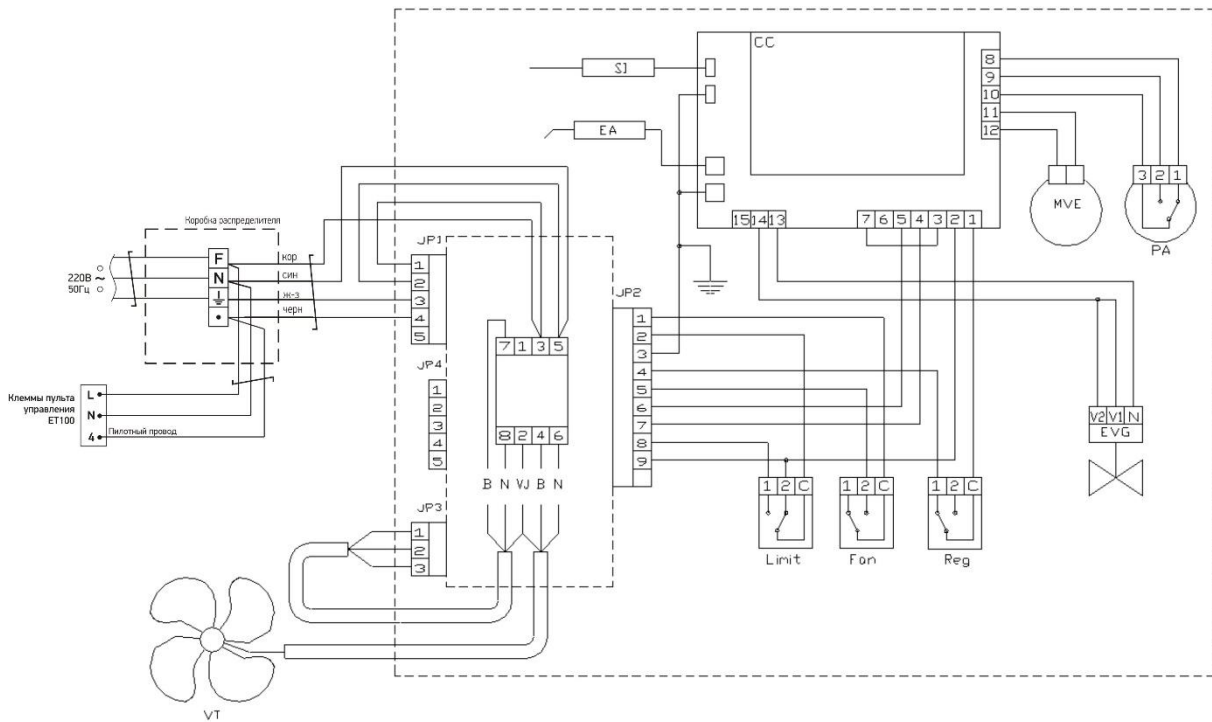 CC
SI
8
9
10
EA
11
12
3 2 1
MVE
15 14 13
7 6 5 4 3 2 1
PA
Коробка распределителя
JP1
F
кор
1
220В ~
50Гц
N
син
2
ж-з
3
JP2
черн
4
1
5
2
7 1 3 5
3
JP4
4
1
5
Клеммы пульта
управления
ET100
L
2
6
N
3
7
Пилотный провод
4
4
8
8 2 4 6
5
9
V2 V1 N
EVG
B N VJ B N
1 2 C
1 2 C
1 2 C
JP3
1
2
3
Limit
Fan
Reg
VT